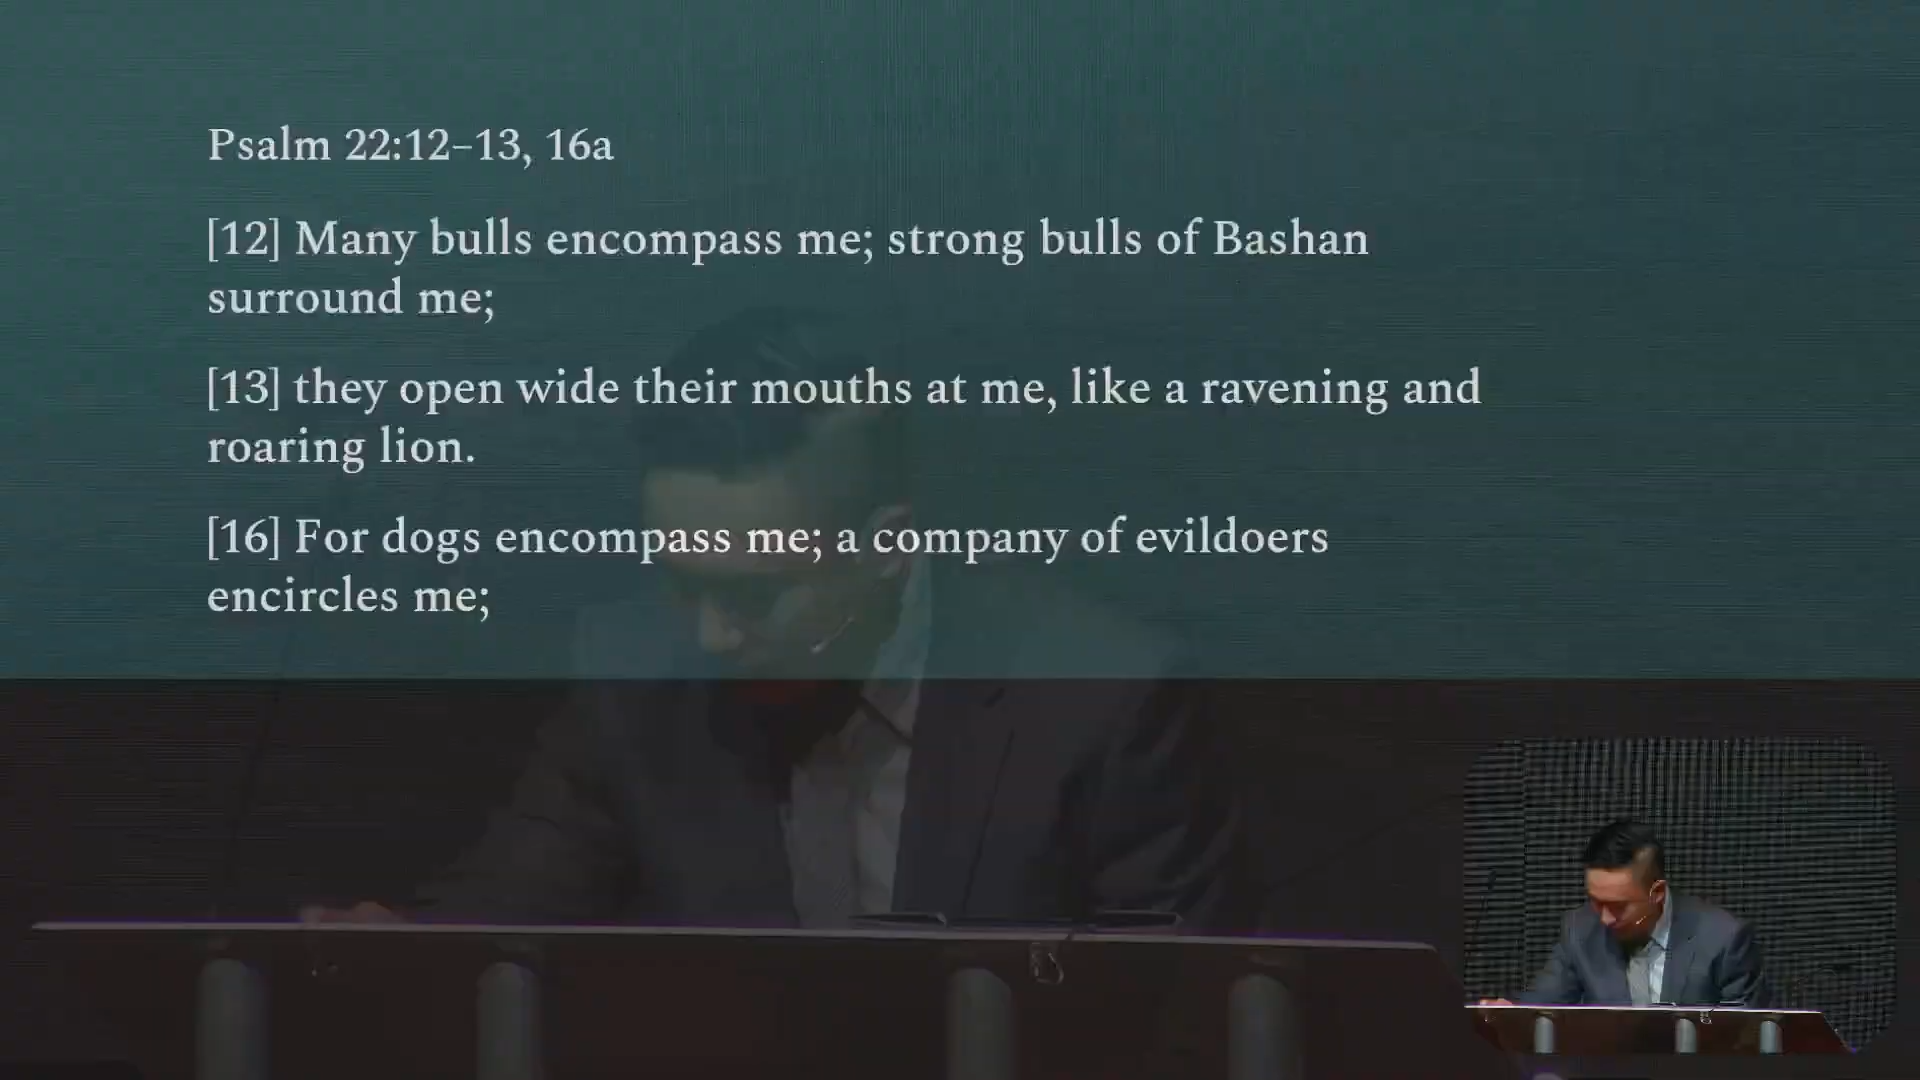 Psalm 22:12–13, 16a
[12] Many bulls encompass me; strong bulls of Bashan
surround me;
[13] they open wide their mouths at me, like a ravening and
roaring lion.
[16] For dogs encompass me; a company of evildoers
encircles me;